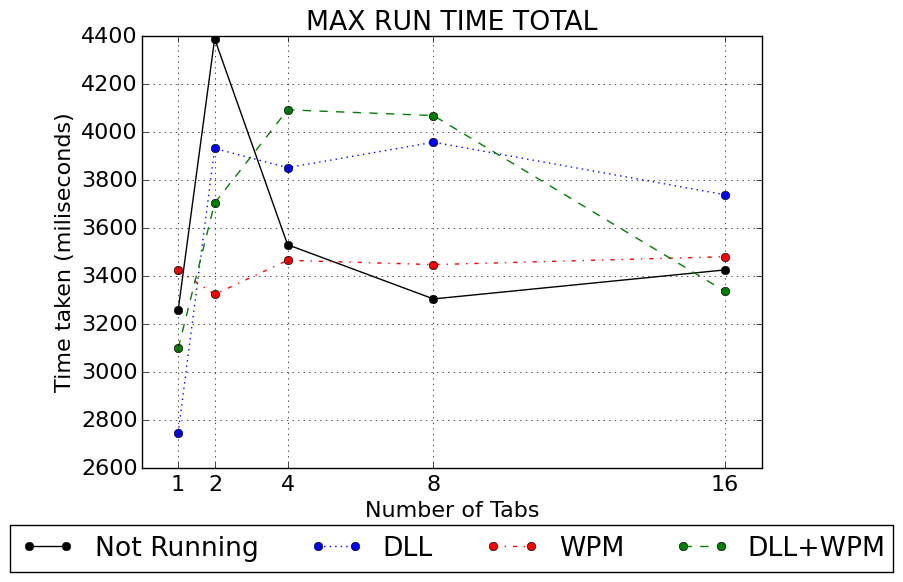 MAX RUN TIME TOTAL
4400
4200
4000
3800
3600
3400
3200
3000
2800
2600
Time taken (miliseconds)
1 2 4 8 16
Number of Tabs
Not Running DLL WPM DLL+WPM